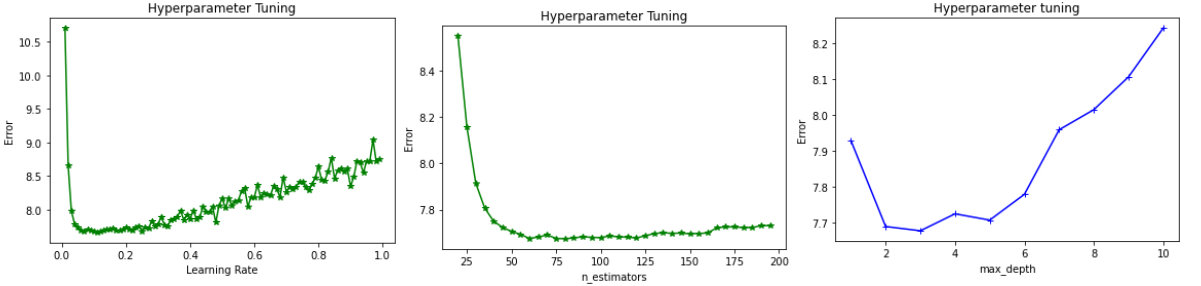 Hyperparameter Tuning
Error
10.5
10.0
9.5
9.0
8.5
8.0
0.0 0.2 0.4 0.6 0.8 1.0
Learning Rate
Hyperparameter Tuning
Error
8.4
8.2
8.0
7.8
25 50 75 100 125 150 175 200
n_estimators
Hyperparameter tuning
Error
8.2
8.1
8.0
7.9
7.8
7.7
2 4 6 8 10
max_depth